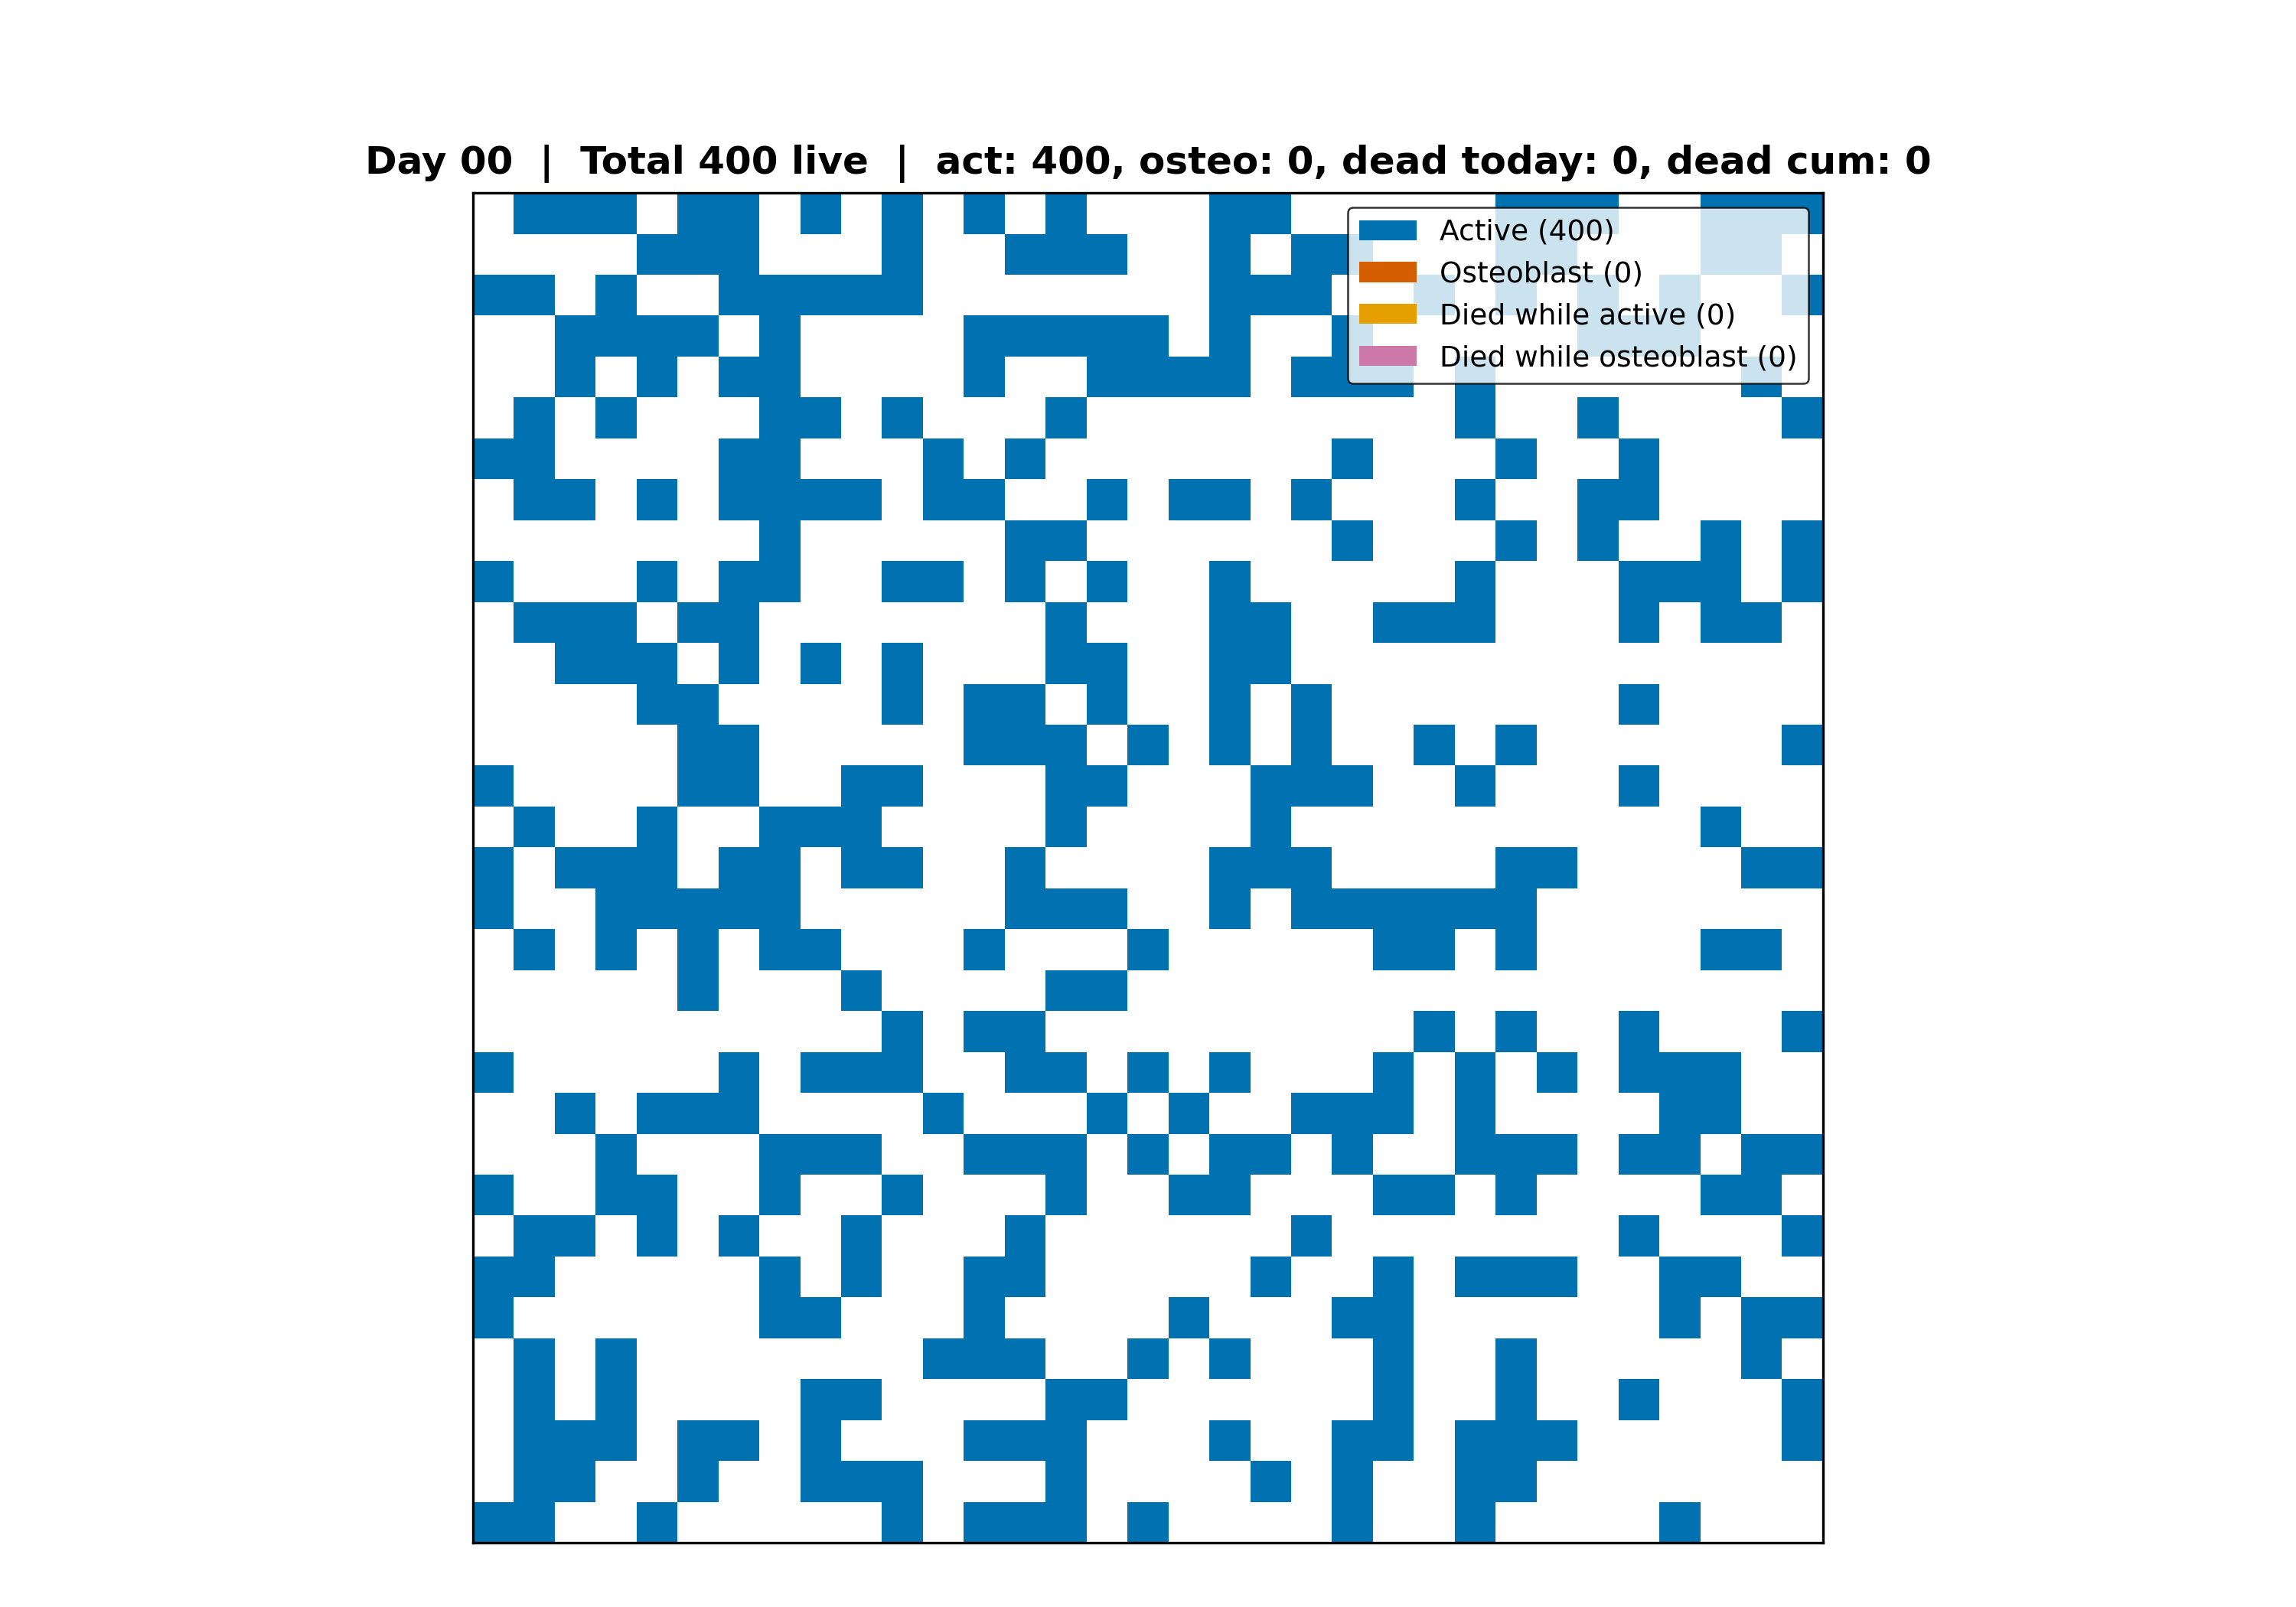 Day 00 | Total 400 live | act: 400, osteo: 0, dead today: 0, dead cum: 0
Active (400)
Osteoblast (0)
Died while active (0)
Died while osteoblast (0)